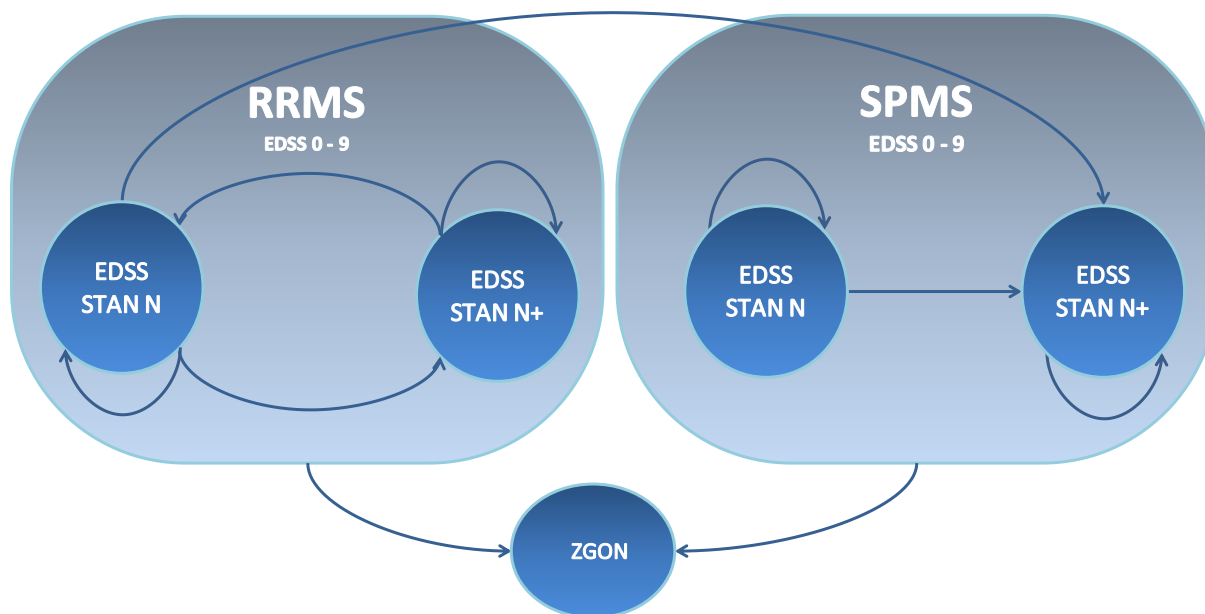 RRMS
EDSS 0 - 9
EDSS
STAN N
EDSS
STAN N+
SPMS
EDSS 0 - 9
EDSS
STAN N
EDSS
STAN N+
ZGON